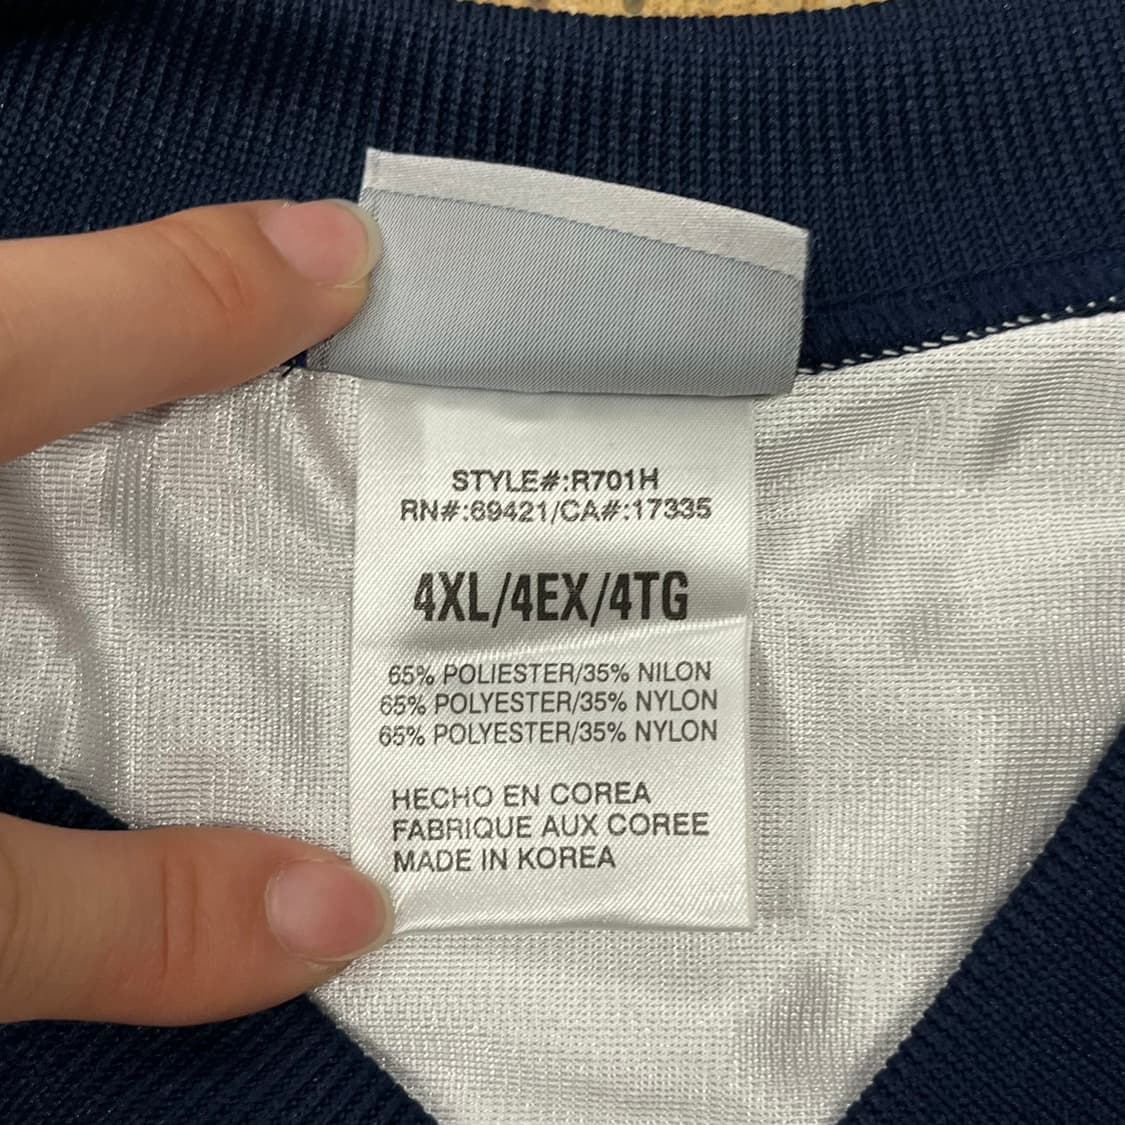 STYLE#:R701H
RN#:69421/CA#:17335
4XL/4EX/4TG
65% POLIESTER/35% NILON
65% POLYESTER/35% NYLON
65% POLYESTER/35% NYLON
HECHO EN COREA
FABRIQUE AUX COREE
MADE IN KOREA